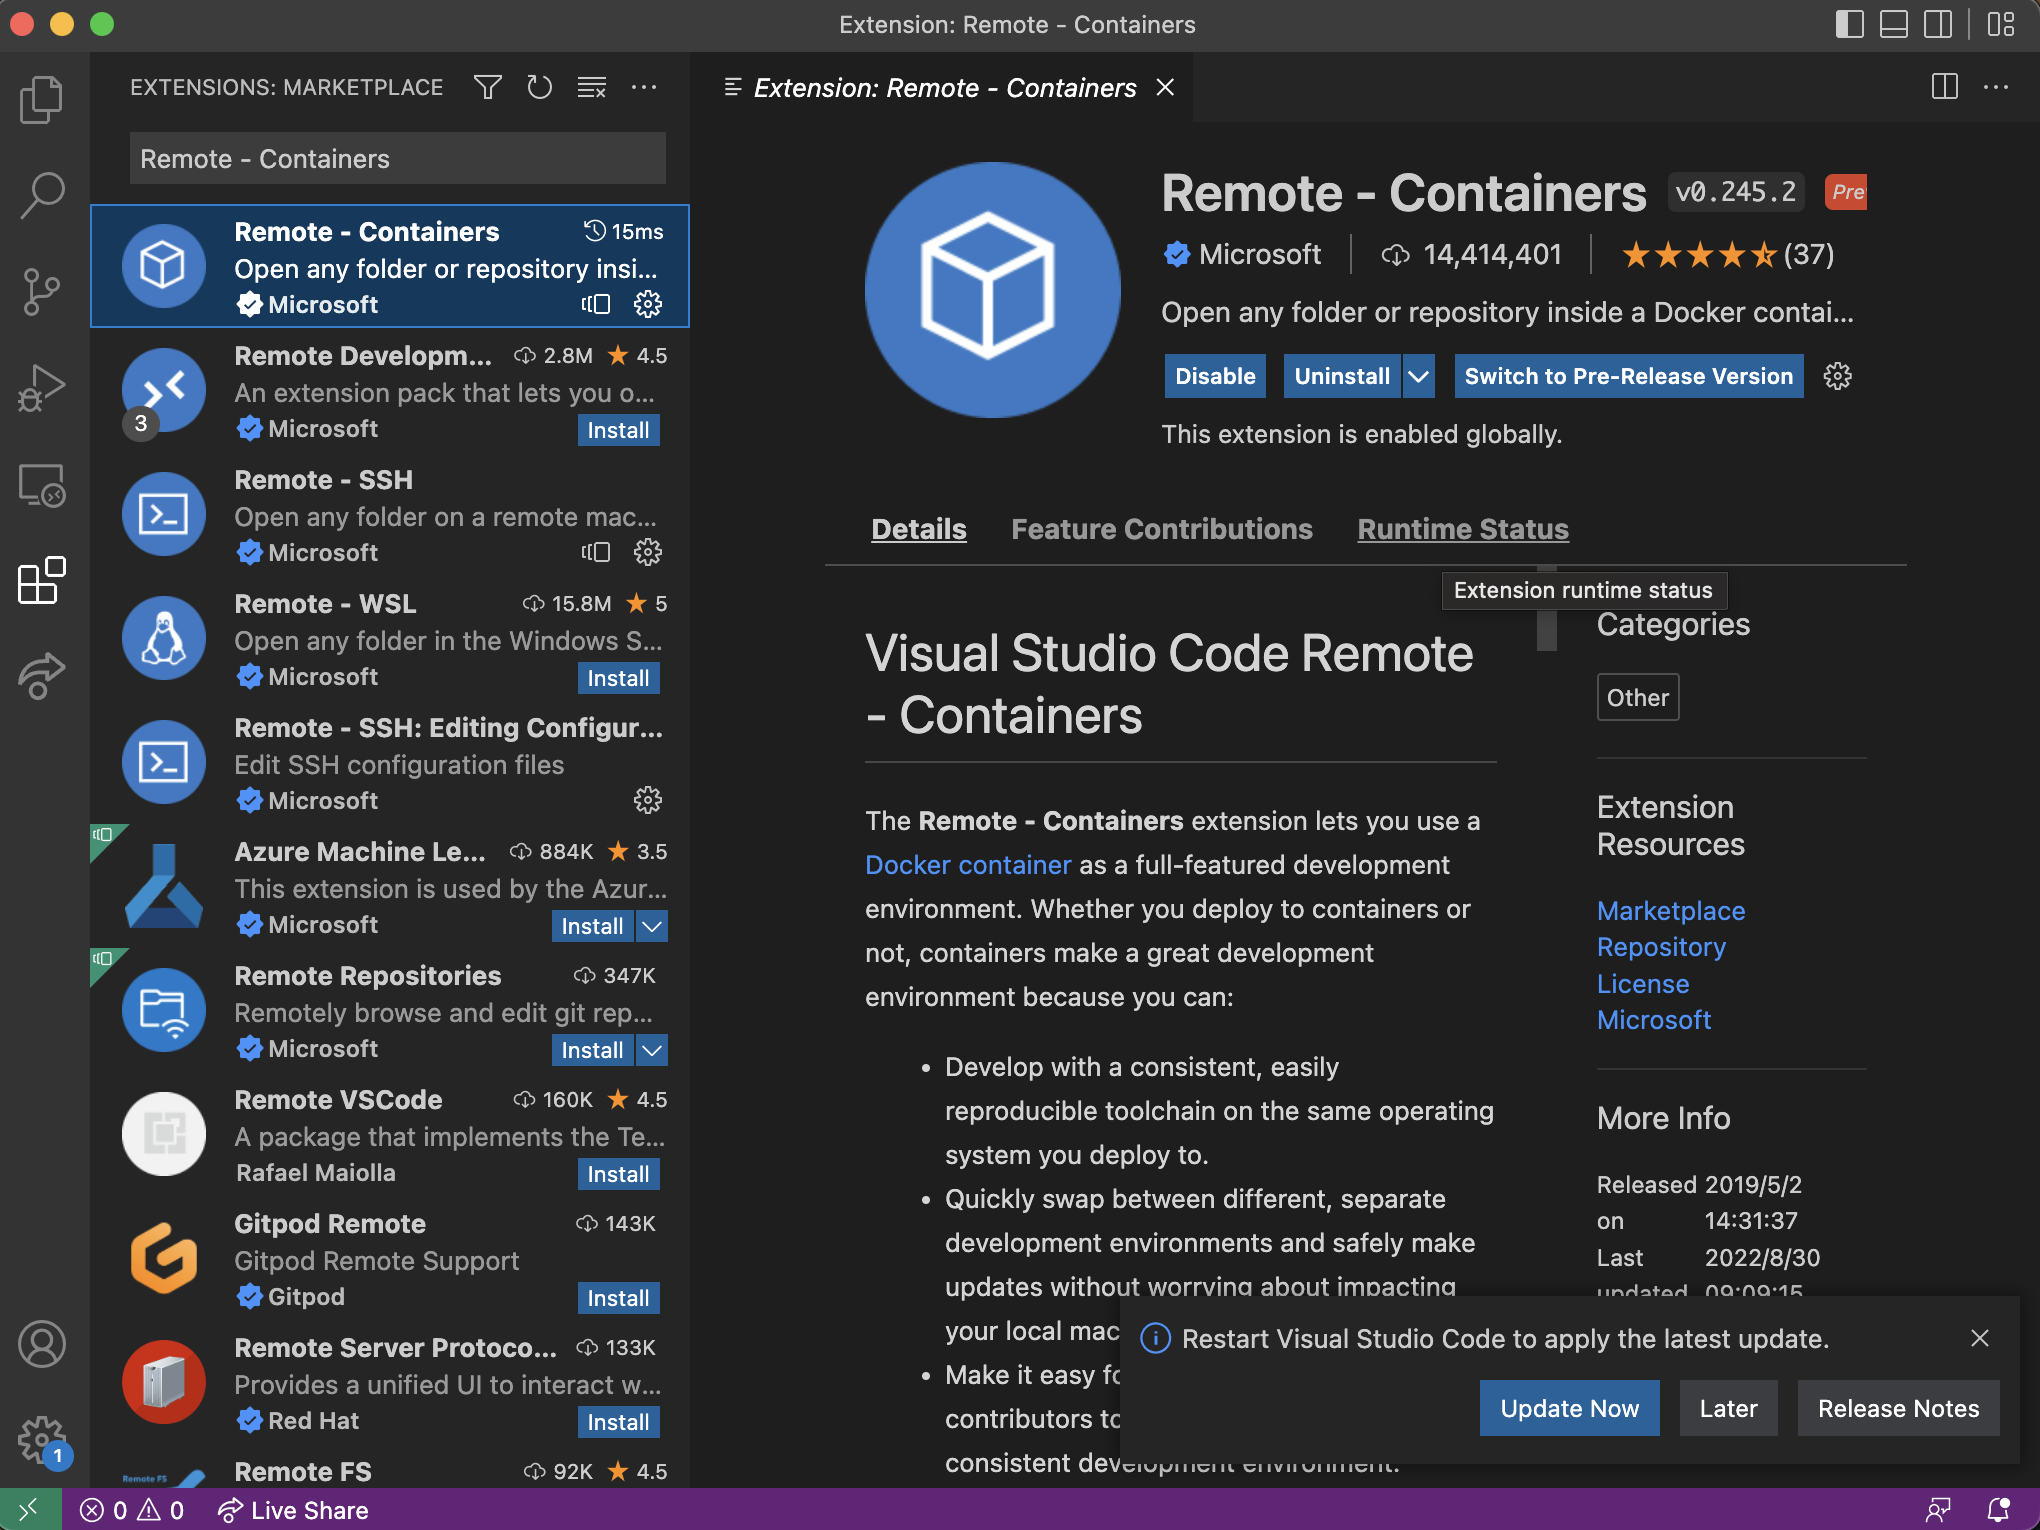 Extension: Remote - Containers
EXTENSIONS: MARKETPLACE
Remote - Containers
Remote - Containers 15ms
Open any folder or repository insi...
Microsoft
Remote Developm... 2.8M 4.5
An extension pack that lets you o...
3
Microsoft Install
Remote - SSH
Open any folder on a remote mac...
Microsoft
Remote - WSL 15.8M 5
Open any folder in the Windows S...
Microsoft Install
Remote - SSH: Editing Configur...
Edit SSH configuration files
Microsoft
Azure Machine Le... 884K 3.5
This extension is used by the Azur...
Microsoft Install
Remote Repositories 347K
Remotely browse and edit git rep...
Microsoft Install
Remote VSCode 160K 4.5
A package that implements the Te...
Rafael Maiolla Install
Gitpod Remote 143K
Gitpod Remote Support
Gitpod Install
Remote Server Protoco... 133K
Provides a unified UI to interact w...
Red Hat Install
Remote FS 92K 4.5
Remote FS
1
Extension: Remote - Containers
Remote - Containers v0.245.2 Pre
Microsoft 14,414,401 (37)
Open any folder or repository inside a Docker contai...
Disable Uninstall Switch to Pre-Release Version
This extension is enabled globally.
Details Feature Contributions Runtime Status
Extension runtime status
Visual Studio Code Remote
- Containers
The Remote - Containers extension lets you use a
Docker container as a full-featured development
environment. Whether you deploy to containers or
not, containers make a great development
environment because you can:
• Develop with a consistent, easily
reproducible toolchain on the same operating
system you deploy to.
• Quickly swap between different, separate
development environments and safely make
updates without worrying about impacting
your local mac
• Make it easy fo
contributors to
consistent development environment.
Categories
Other
Extension
Resources
Marketplace
Repository
License
Microsoft
More Info
Released 2019/5/2
on 14:31:37
Last 2022/8/30
updated 09:09:15
Restart Visual Studio Code to apply the latest update.
Update Now Later Release Notes
0 0 Live Share